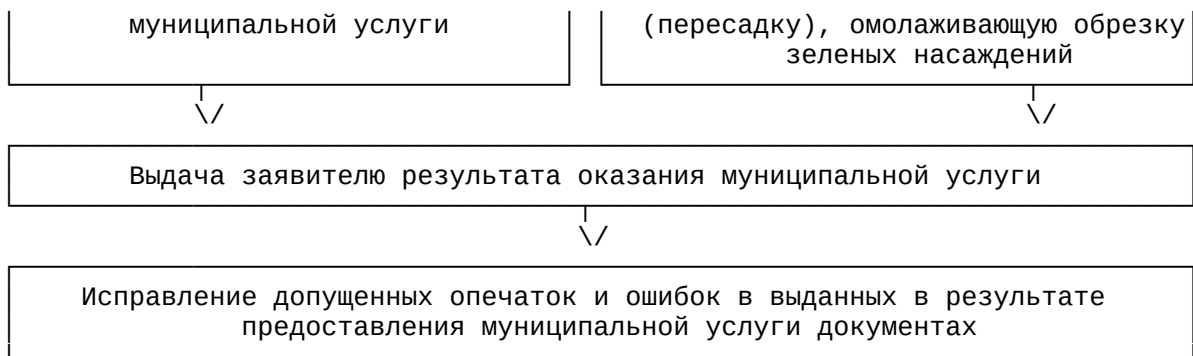 муниципальной услуги
(пересадку), омолаживающую обрезку
зеленых насаждений
\/
\/
Выдача заявителю результата оказания муниципальной услуги
\/
Исправление допущенных опечаток и ошибок в выданных в результате
предоставления муниципальной услуги документах